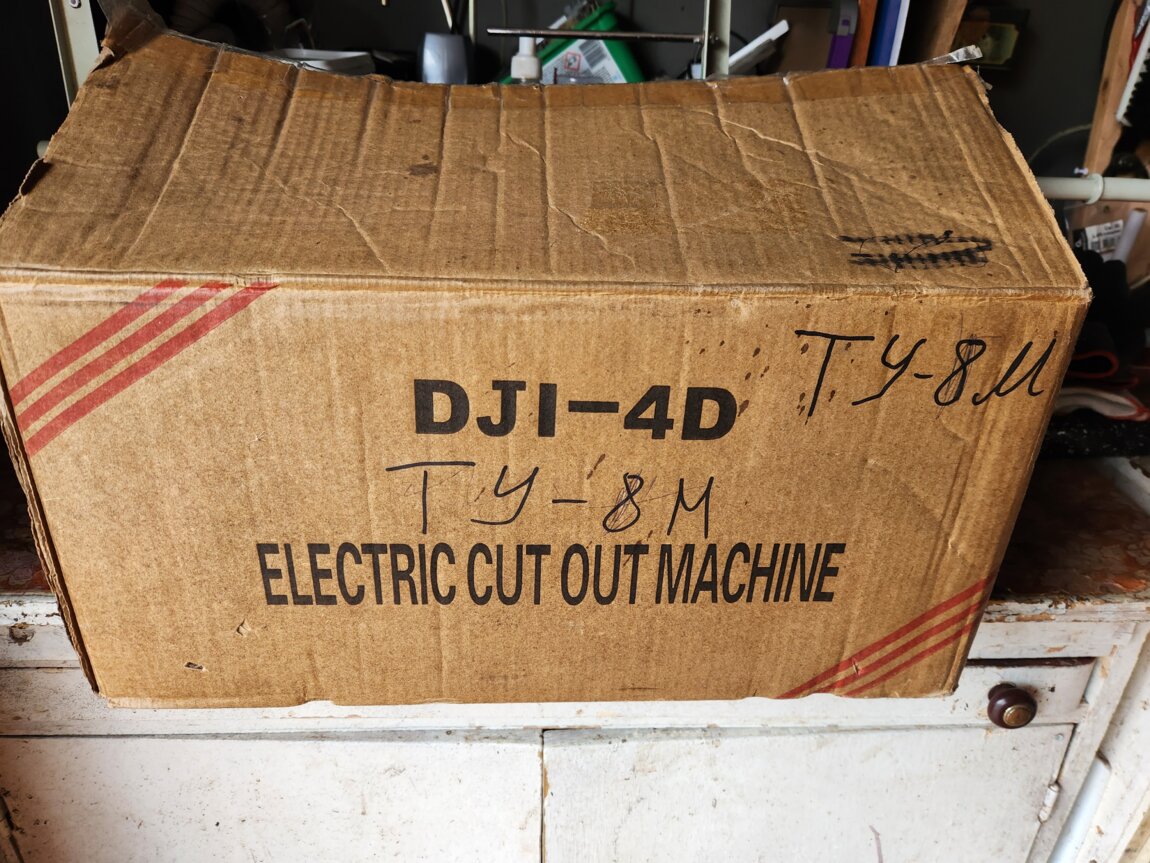 ТУ-8М
DJI-4D
ТУ-8М
ELECTRIC CUT OUT MACHINE